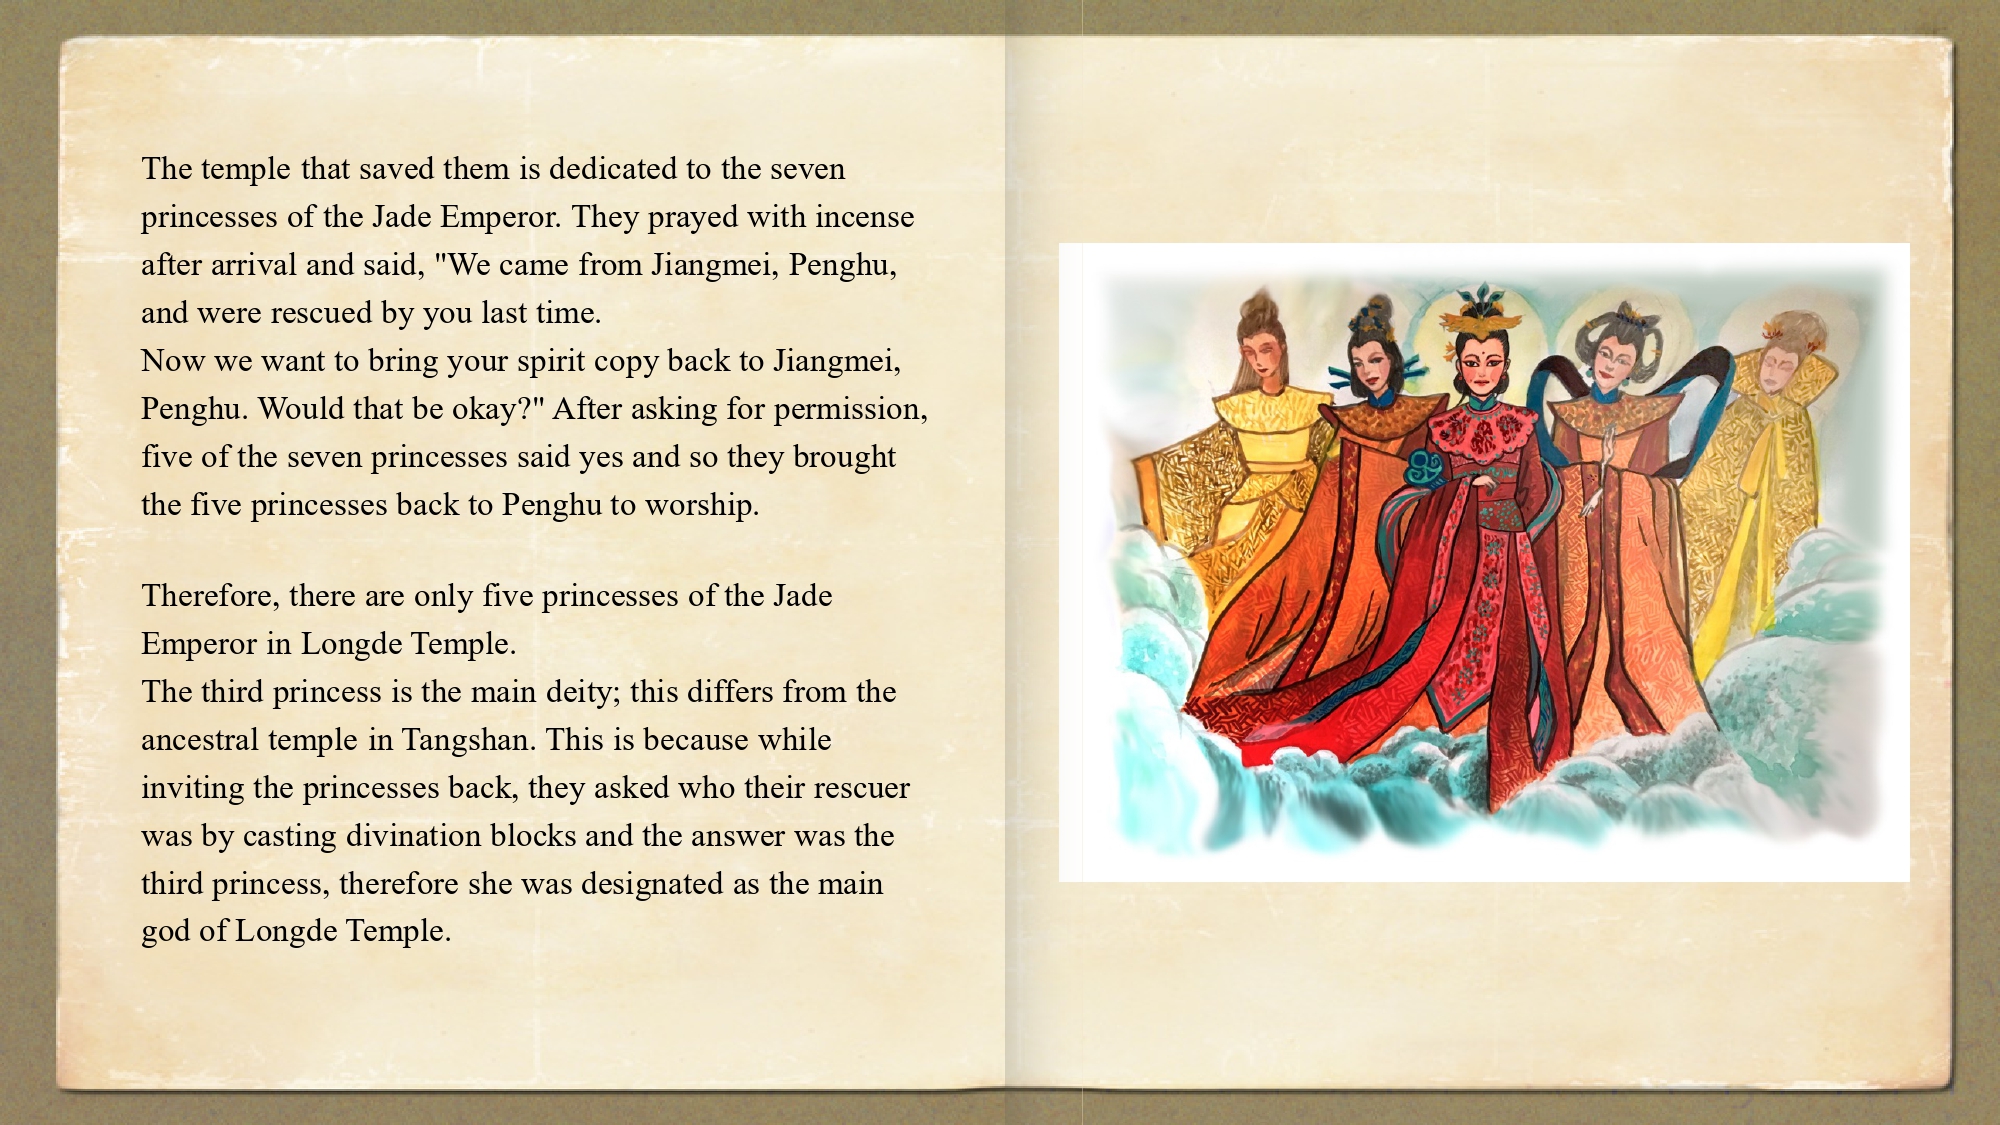 The temple that saved them is dedicated to the seven
princesses of the Jade Emperor. They prayed with incense
after arrival and said, "We came from Jiangmei, Penghu,
and were rescued by you last time.
Now we want to bring your spirit copy back to Jiangmei,
Penghu. Would that be okay?" After asking for permission,
five of the seven princesses said yes and so they brought
the five princesses back to Penghu to worship.
Therefore, there are only five princesses of the Jade
Emperor in Longde Temple.
The third princess is the main deity; this differs from the
ancestral temple in Tangshan. This is because while
inviting the princesses back, they asked who their rescuer
was by casting divination blocks and the answer was the
third princess, therefore she was designated as the main
god of Longde Temple.